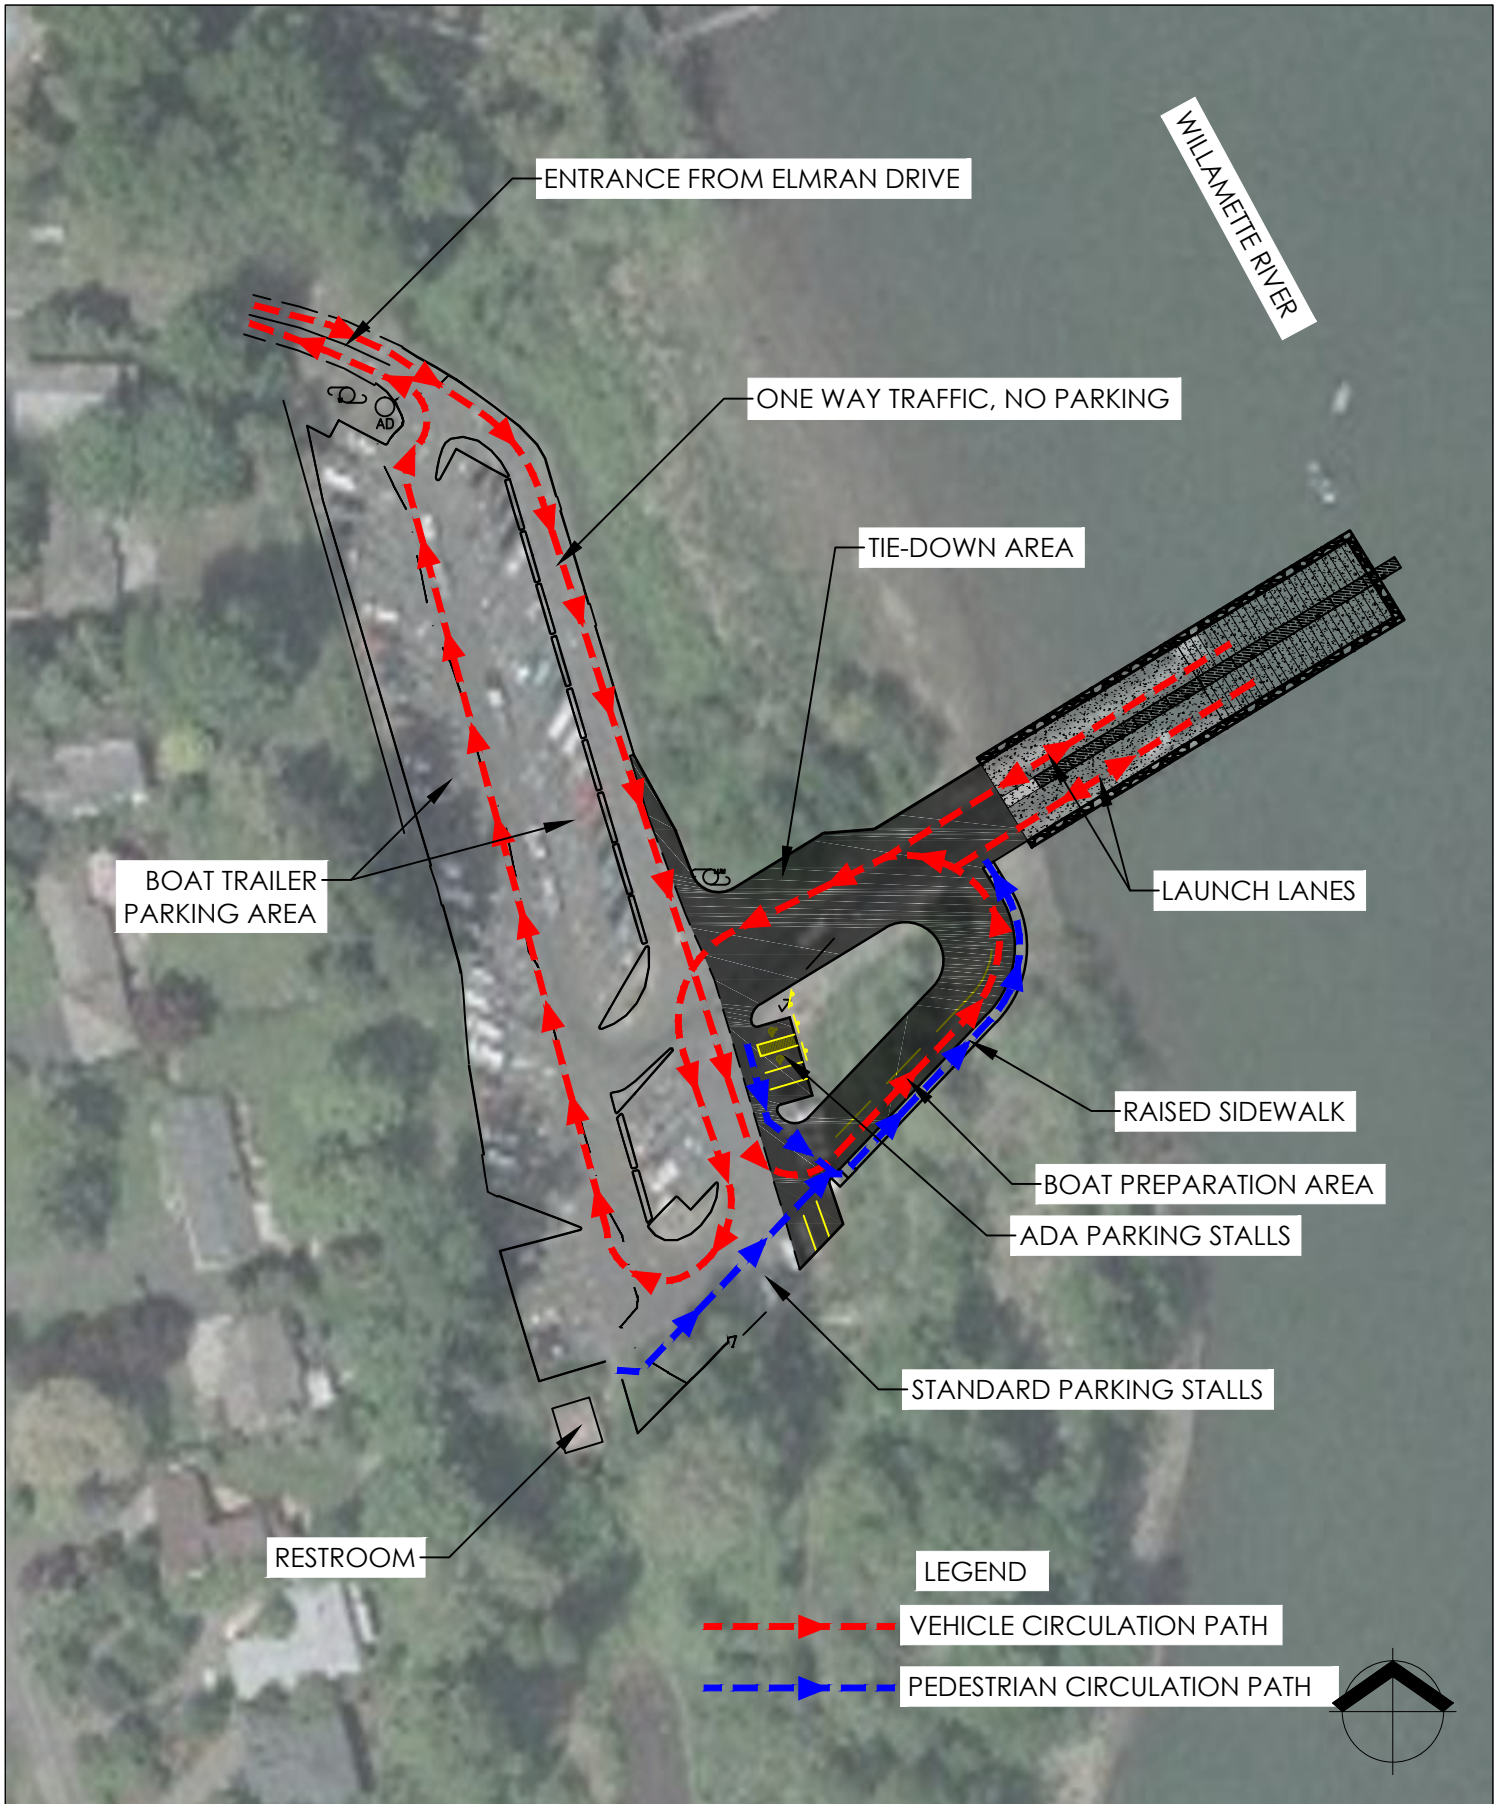 WILLAMETTE RIVER
ENTRANCE FROM ELMRAN DRIVE
ONE WAY TRAFFIC, NO PARKING
AD
TIE-DOWN AREA
BOAT TRAILER
PARKING AREA
LAUNCH LANES
RAISED SIDEWALK
BOAT PREPARATION AREA
ADA PARKING STALLS
STANDARD PARKING STALLS
RESTROOM
LEGEND
VEHICLE CIRCULATION PATH
PEDESTRIAN CIRCULATION PATH